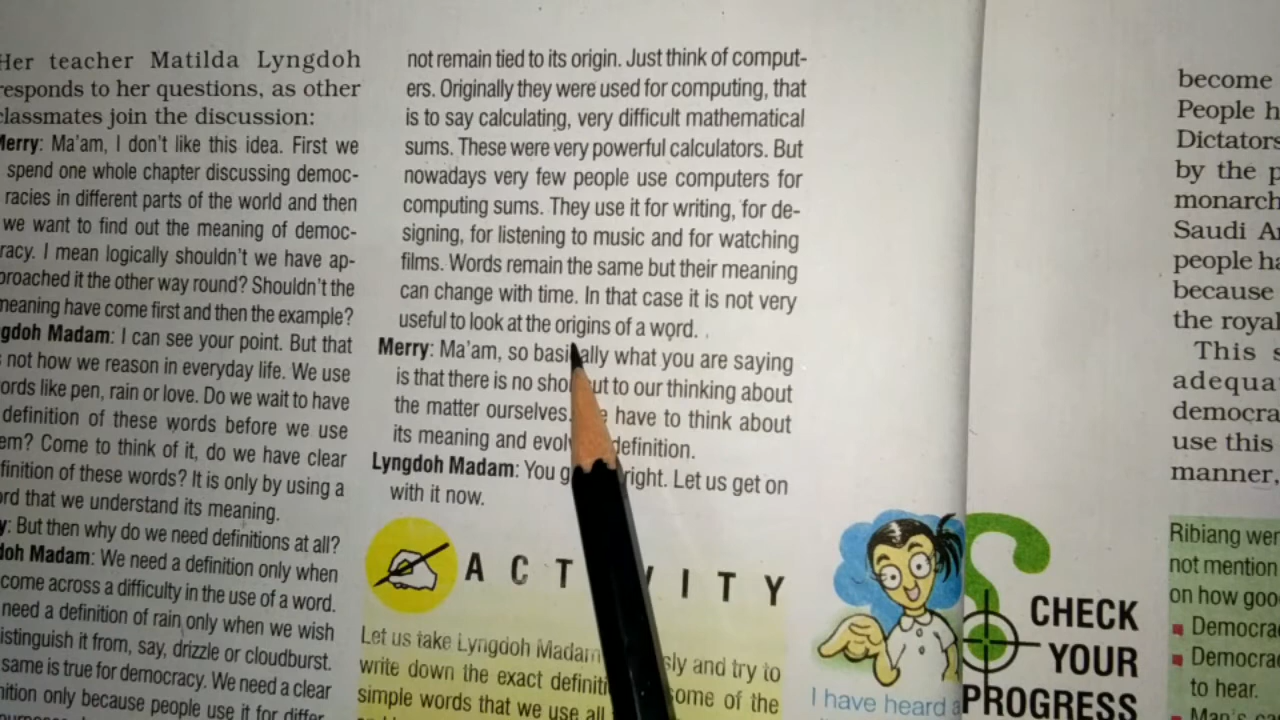 Her teacher Matilda Lyngdoh
responds to her questions, as other
classmates join the discussion:
Merry: Ma'am, I don't like this idea. First we
spend one whole chapter discussing democ-
racies in different parts of the world and then
we want to find out the meaning of democ-
racy. I mean logically shouldn't we have ap-
proached it the other way round? Shouldn't the
meaning have come first and then the example?
gdoh Madam: I can see your point. But that
not how we reason in everyday life. We use
words like pen, rain or love. Do we wait to have
definition of these words before we use
them? Come to think of it, do we have clear
definition of these words? It is only by using a
word that we understand its meaning.
y: But then why do we need definitions at all?
doh Madam: We need a definition only when
come across a difficulty in the use of a word.
need a definition of rain only when we wish
distinguish it from, say, drizzle or cloudburst.
same is true for democracy. We need a clear
nition only because people use it for differ
not remain tied to its origin. Just think of comput-
ers. Originally they were used for computing, that
is to say calculating, very difficult mathematical
sums. These were very powerful calculators. But
nowadays very few people use computers for
computing sums. They use it for writing, for de-
signing, for listening to music and for watching
films. Words remain the same but their meaning
can change with time. In that case it is not very
useful to look at the origins of a word.
Merry: Ma'am, so basically what you are saying
is that there is no sho ut to our thinking about
the matter ourselves. have to think about
its meaning and evol definition.
Lyngdoh Madam: You g right. Let us get on
with it now.
ACTIVITY
Let us take Lyngdoh Madam sly and try to
write down the exact definiti some of the
simple words that we use all
I have heard a
CHECK
YOUR
PROGRESS
become
People h
Dictators
by the p
monarch
Saudi Ar
people ha
because
the royal
This s
adequa
democra
use this
manner,
Ribiang wer
not mention
on how goo
Democra
Democra
to hear.
Man's